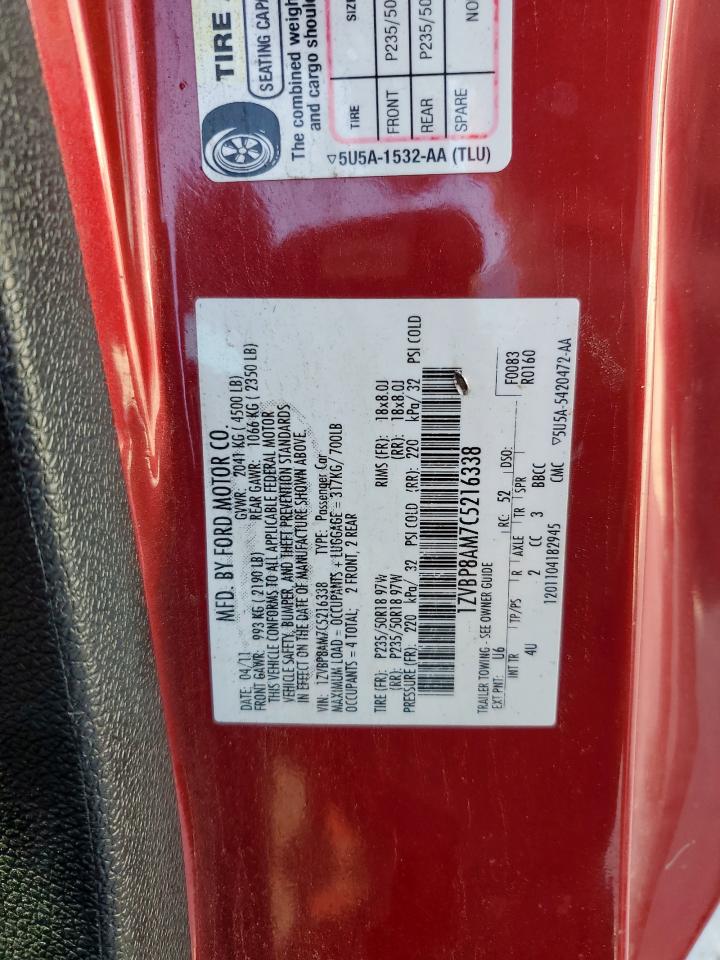 MFD. BY FORD MOTOR CO.
DATE: 04/11 GVWR: 2041 KG ( 4500 LB)
FRONT GAWR: 993 KG ( 2190 LB) REAR GAWR: 1066 KG ( 2350 LB)
THIS VEHICLE CONFORMS TO ALL APPLICABLE FEDERAL MOTOR
VEHICLE SAFETY, BUMPER, AND THEFT PREVENTION STANDARDS
IN EFFECT ON THE DATE OF MANUFACTURE SHOWN ABOVE.
VIN: 1ZVBP8AM7C5216338 TYPE: Passenger Car
MAXIMUM LOAD = OCCUPANTS + LUGGAGE = 317KG/ 700LB
OCCUPANTS = 4 TOTAL; 2 FRONT, 2 REAR
TIRE (FR): P235/50R18 97W RIMS (FR): 18x8.0J
(RR): P235/50R18 97W (RR): 18x8.0J
PRESSURE (FR): 220 kPa/ 32 PSI COLD (RR): 220 kPa/ 32 PSI COLD
1ZVBP8AM7C5216338
TRAILER TOWING - SEE OWNER GUIDE
EXT PNT: U6 RC: 52 DSO:
INT TR TP/PS R AXLE TR SPR
4U 2 CC 3 BBCC
F0083
R0160
12011041B2945 CMC
▽5U5A-5420472-AA
TIRE
SEATING CAP
The combined weigh
and cargo shoul
TIRE SIZ
FRONT P235/50
REAR P235/50
SPARE NO
▽5U5A-1532-AA (TLU)